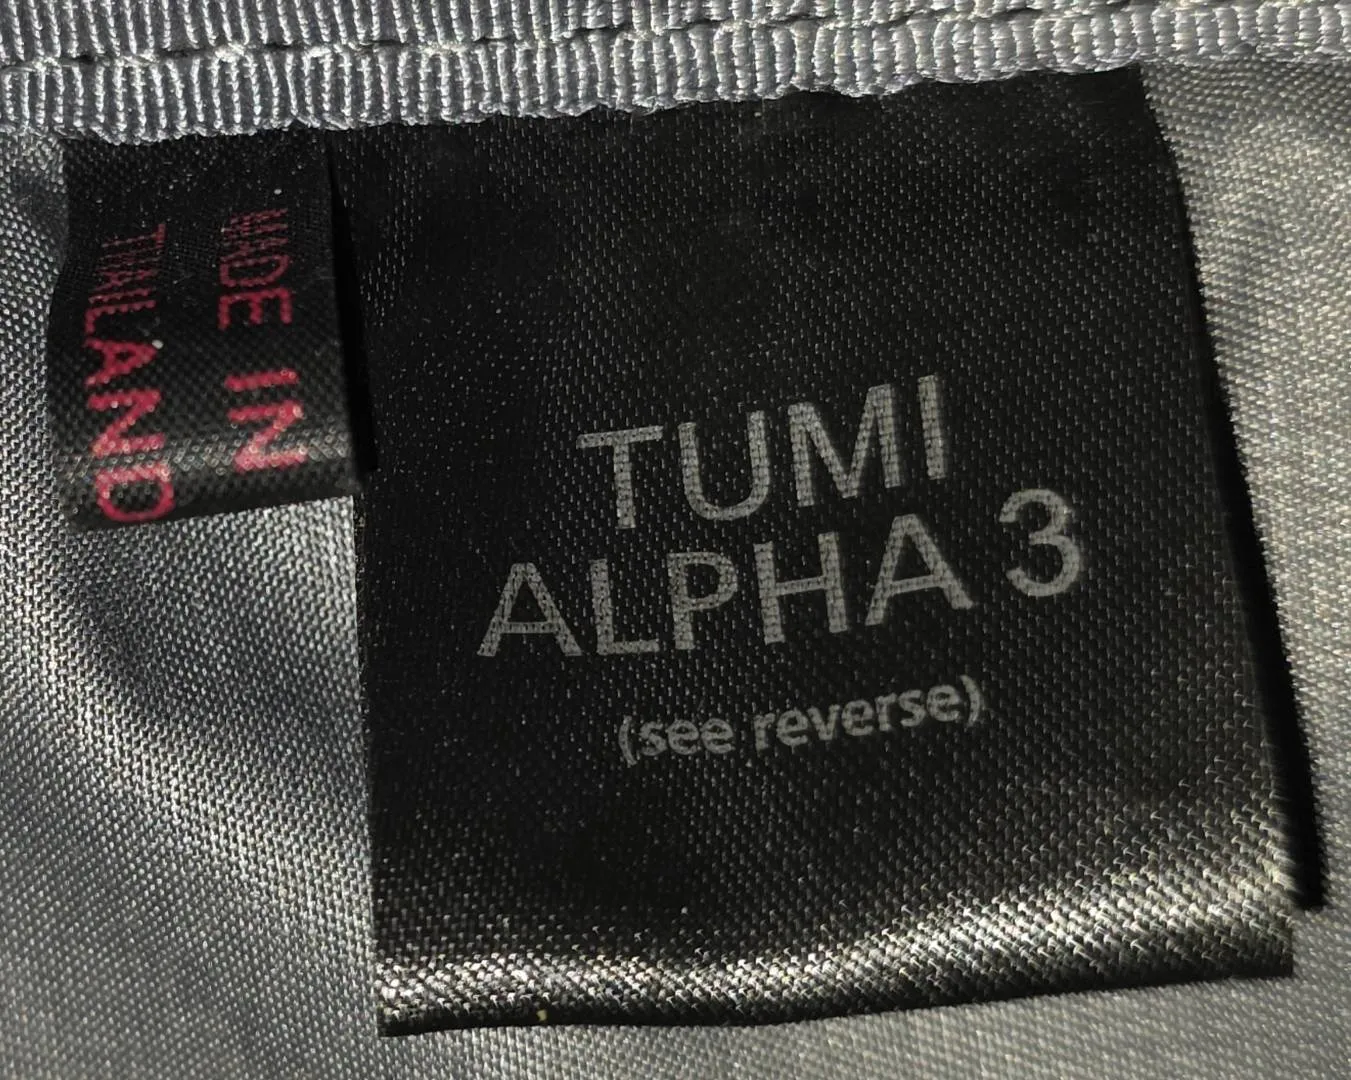 MADE IN
THAILAND
TUMI
ALPHA 3
(see reverse)